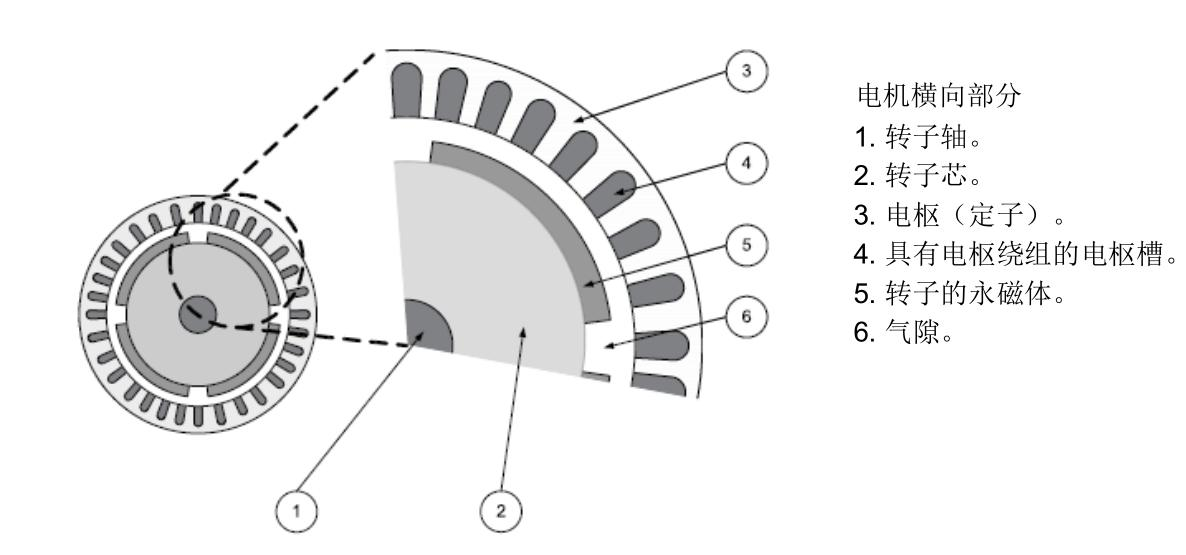 电机横向部分
1. 转子轴。
2. 转子芯。
3. 电枢（定子）。
4. 具有电枢绕组的电枢槽。
5. 转子的永磁体。
6. 气隙。
3
4
5
6
1
2